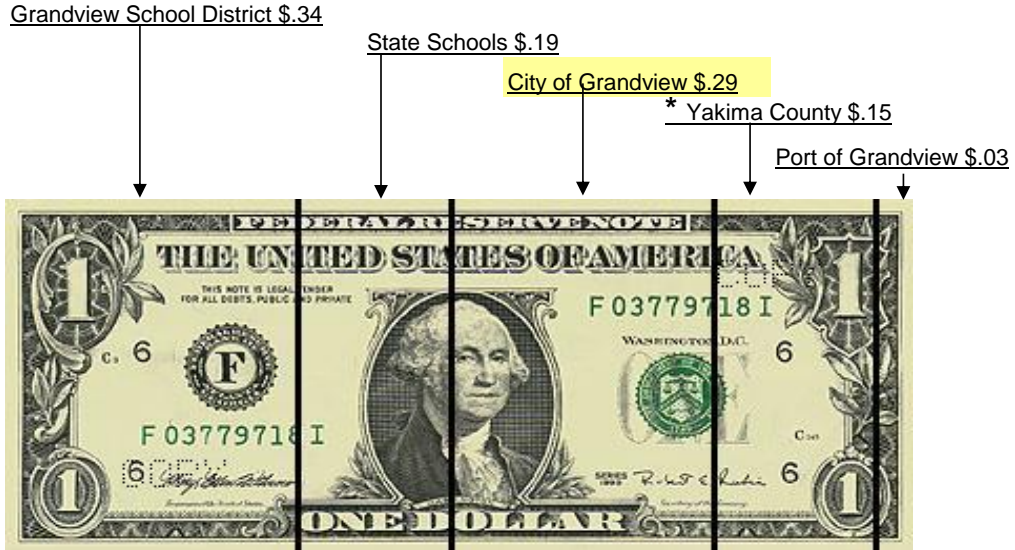 Grandview School District $.34
State Schools $.19
City of Grandview $.29
* Yakima County $.15
Port of Grandview $.03
FEDERAL RESERVE NOTE
THE UNITED STATES OF AMERICA
THIS NOTE IS LEGAL TENDER
FOR ALL DEBTS, PUBLIC AND PRIVATE
F 03779718 I
WASHINGTON, D.C.
6
6
F
F 03779718 I
6
6
SERIES
1
1
1
1
ONE DOLLAR